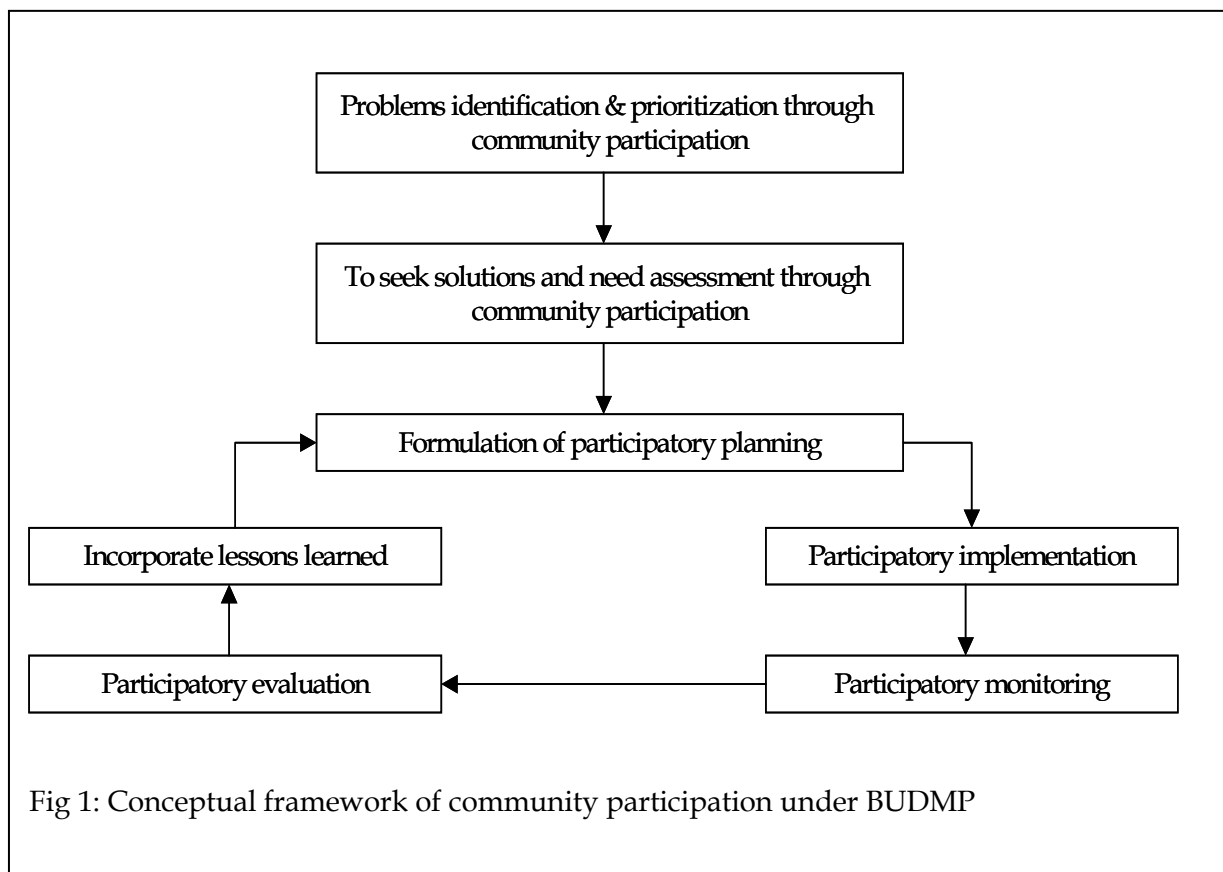 Problems identification & prioritization through
community participation
To seek solutions and need assessment through
community participation
Formulation of participatory planning
Incorporate lessons learned
Participatory implementation
Participatory evaluation
Participatory monitoring
Fig 1: Conceptual framework of community participation under BUDMP